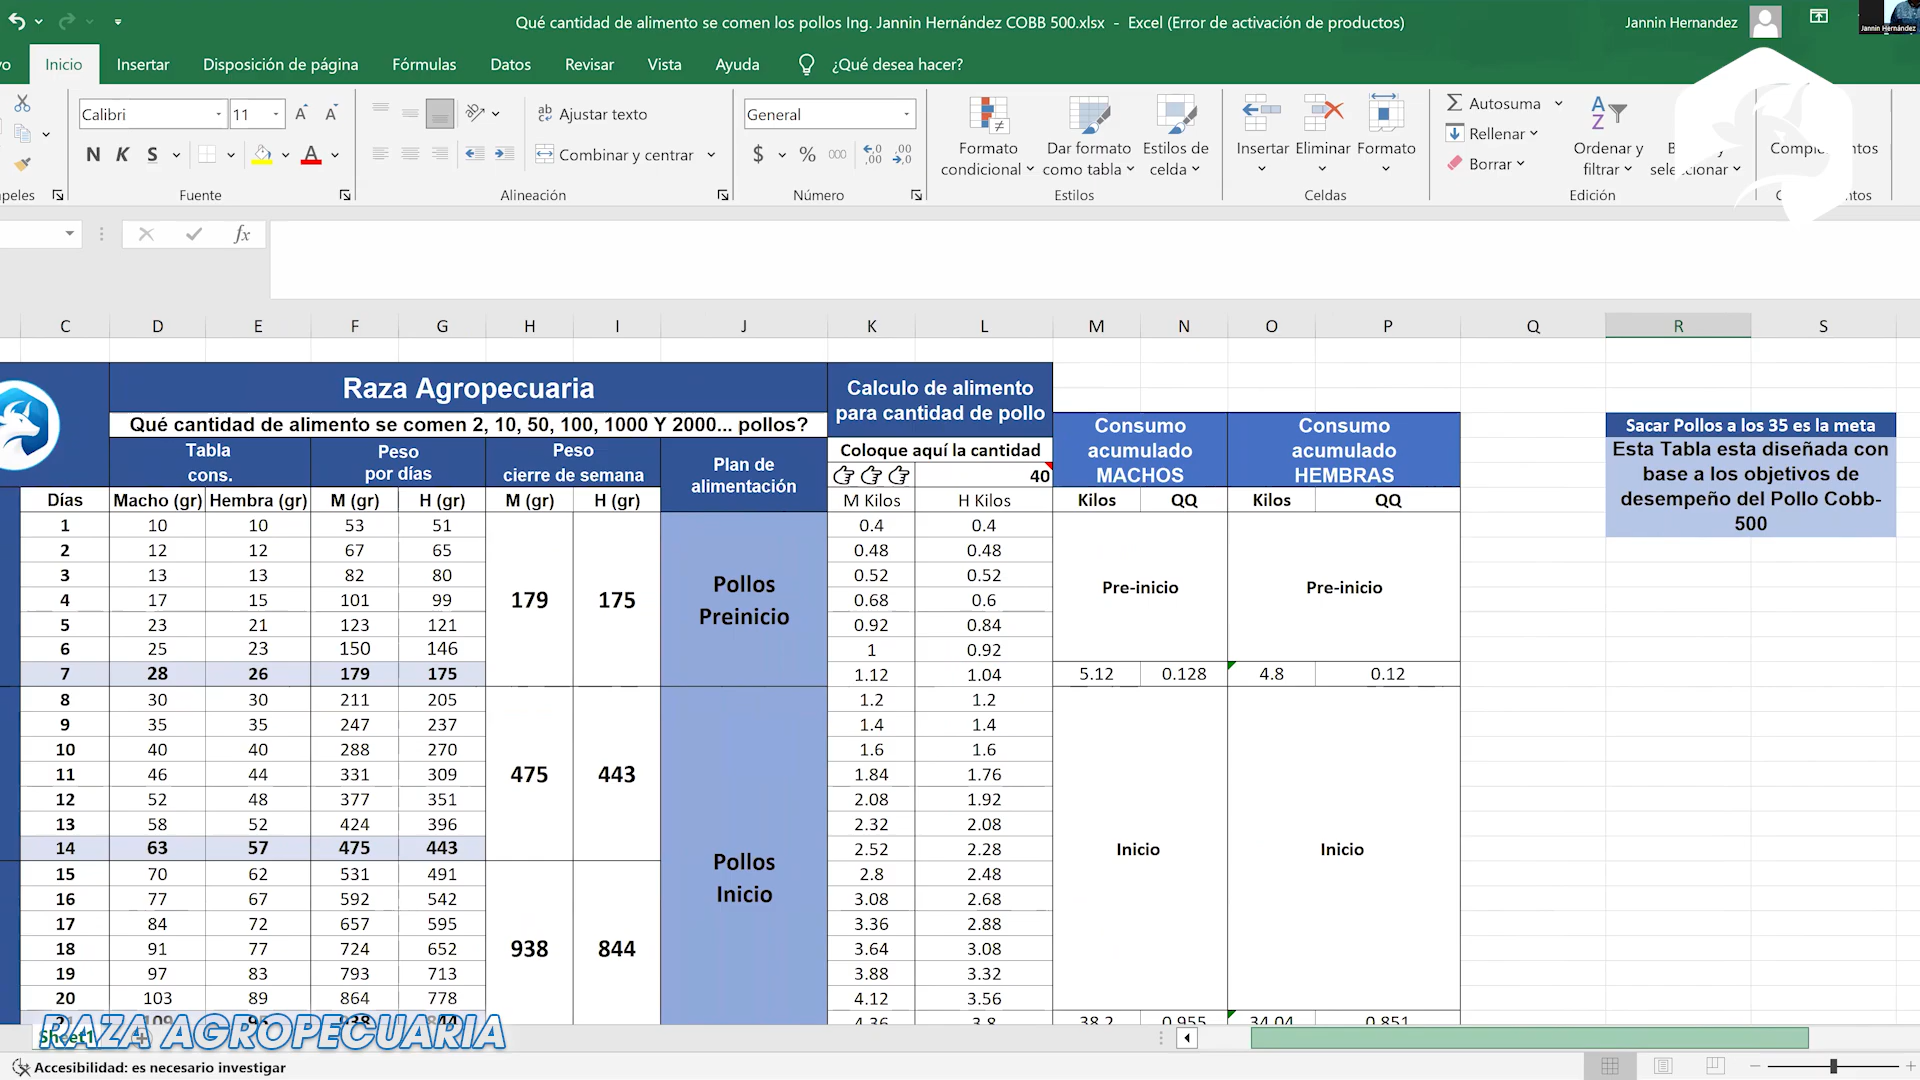 Qué cantidad de alimento se comen los pollos Ing. Jannin Hernández COBB 500.xlsx - Excel (Error de activación de productos)
Jannin Hernandez
Jannin Hernández
Inicio Insertar Disposición de página Fórmulas Datos Revisar Vista Ayuda ¿Qué desea hacer?
Calibri 11 Ajustar texto General Autosuma
N K S Combinar y centrar $ % 000 Rellenar
Formato condicional Dar formato como tabla Estilos de celda Insertar Eliminar Formato Borrar Ordenar y filtrar seleccionar
peles Fuente Alineación Número Estilos Celdas Edición
fx
C D E F G H I J K L M N O P Q R S
Raza Agropecuaria
Qué cantidad de alimento se comen 2, 10, 50, 100, 1000 Y 2000... pollos?
Calculo de alimento
para cantidad de pollo
Coloque aquí la cantidad
40
Tabla
cons.
Peso
por días
Peso
cierre de semana
Plan de
alimentación
Consumo
acumulado
MACHOS
Consumo
acumulado
HEMBRAS
Sacar Pollos a los 35 es la meta
Esta Tabla esta diseñada con
base a los objetivos de
desempeño del Pollo Cobb-
500
Días Macho (gr) Hembra (gr) M (gr) H (gr) M (gr) H (gr) M Kilos H Kilos Kilos QQ Kilos QQ
1 10 10 53 51 0.4 0.4
2 12 12 67 65 0.48 0.48
3 13 13 82 80 0.52 0.52
4 17 15 101 99 179 175 0.68 0.6
Pollos
Preinicio
Pre-inicio Pre-inicio
5 23 21 123 121 0.92 0.84
6 25 23 150 146 1 0.92
7 28 26 179 175 1.12 1.04 5.12 0.128 4.8 0.12
8 30 30 211 205 1.2 1.2
9 35 35 247 237 1.4 1.4
10 40 40 288 270 1.6 1.6
11 46 44 331 309 475 443 1.84 1.76
12 52 48 377 351 2.08 1.92
13 58 52 424 396 2.32 2.08
14 63 57 475 443 2.52 2.28
Pollos
Inicio
Inicio Inicio
15 70 62 531 491 2.8 2.48
16 77 67 592 542 3.08 2.68
17 84 72 657 595 3.36 2.88
18 91 77 724 652 938 844 3.64 3.08
19 97 83 793 713 3.88 3.32
20 103 89 864 778 4.12 3.56
21 109 95 938 844 4.36 3.8 38.2 0.955 34.04 0.851
RAZA AGROPECUARIA
Sheet1
Accesibilidad: es necesario investigar